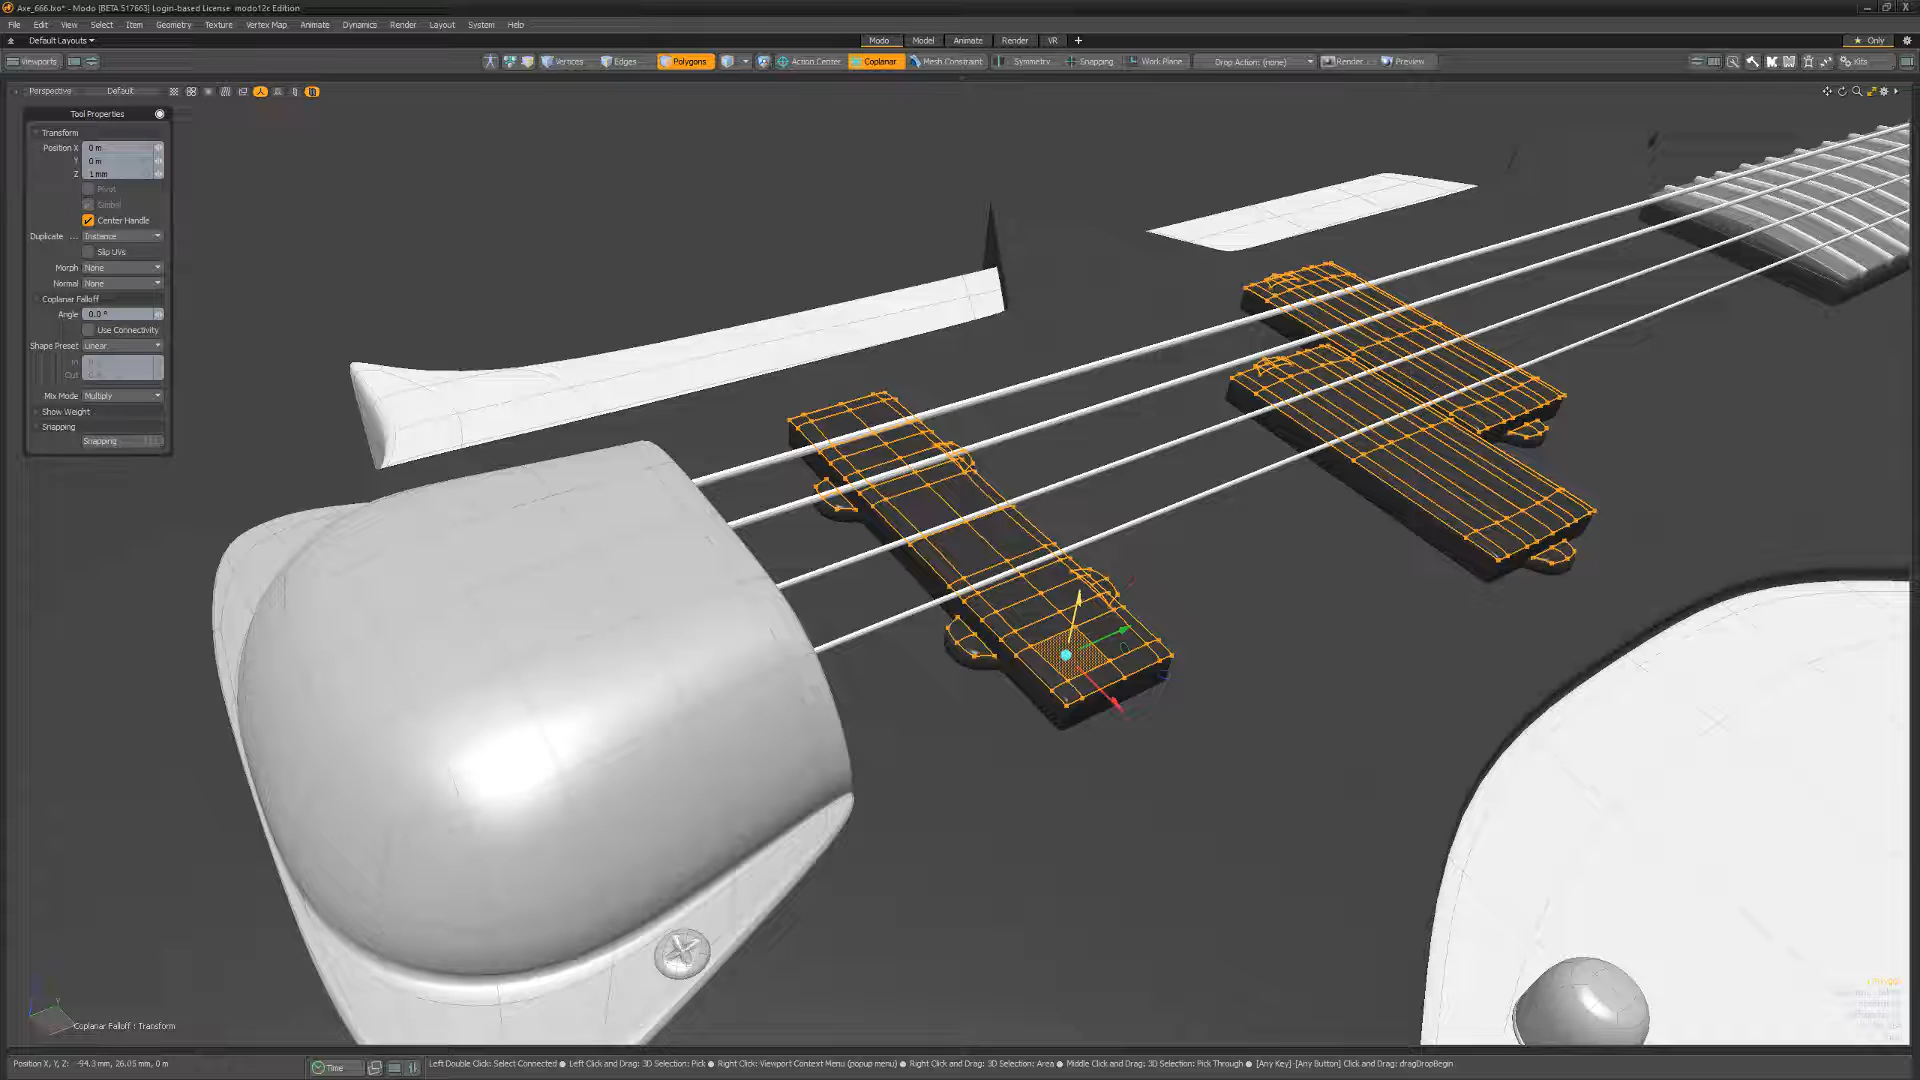 Axe_666.lxo* - Modo [BETA 517663] Login-based License modo12c Edition
File Edit View Select Item Geometry Texture Vertex Map Animate Dynamics Render Layout System Help
Default Layouts Modo Model Animate Render VR + Only
Viewports Vertices Edges Polygons Action Center Coplanar Mesh Constraint Symmetry Snapping Work Plane Drop Action: (none) Render Preview Kits
Perspective Default
Tool Properties
Transform
Position X 0 m
Y 0 m
Z 1 mm
Pivot
Global
Center Handle
Duplicate ... Instance
Slip UVs
Morph None
Normal None
Coplanar Falloff
Angle 0.0 °
Use Connectivity
Shape Preset Linear
In
Out
Mix Mode Multiply
Show Weight
Snapping
Snapping
Y
Coplanar Falloff : Transform
Position X, Y, Z: -94.3 mm, 26.05 mm, 0 m Time Left Double Click: Select Connected ● Left Click and Drag: 3D Selection: Pick ● Right Click: Viewport Context Menu (popup menu) ● Right Click and Drag: 3D Selection: Area ● Middle Click and Drag: 3D Selection: Pick Through ● [Any Key]-[Any Button] Click and Drag: dragDropBegin